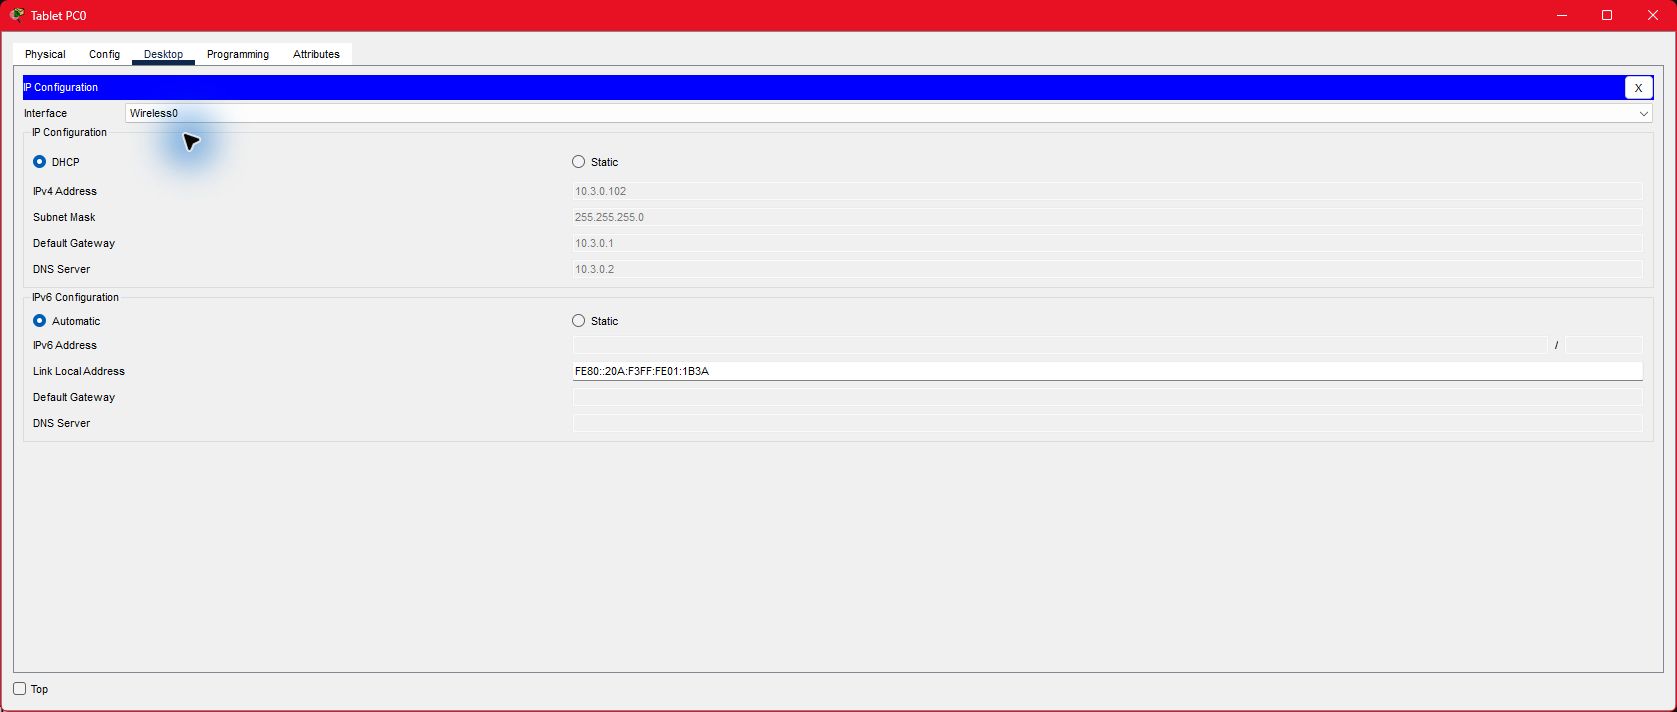 Tablet PC0
Physical Config Desktop Programming Attributes
IP Configuration X
Interface Wireless0
IP Configuration
DHCP Static
IPv4 Address 10.3.0.102
Subnet Mask 255.255.255.0
Default Gateway 10.3.0.1
DNS Server 10.3.0.2
IPv6 Configuration
Automatic Static
IPv6 Address /
Link Local Address FE80::20A:F3FF:FE01:1B3A
Default Gateway
DNS Server
Top